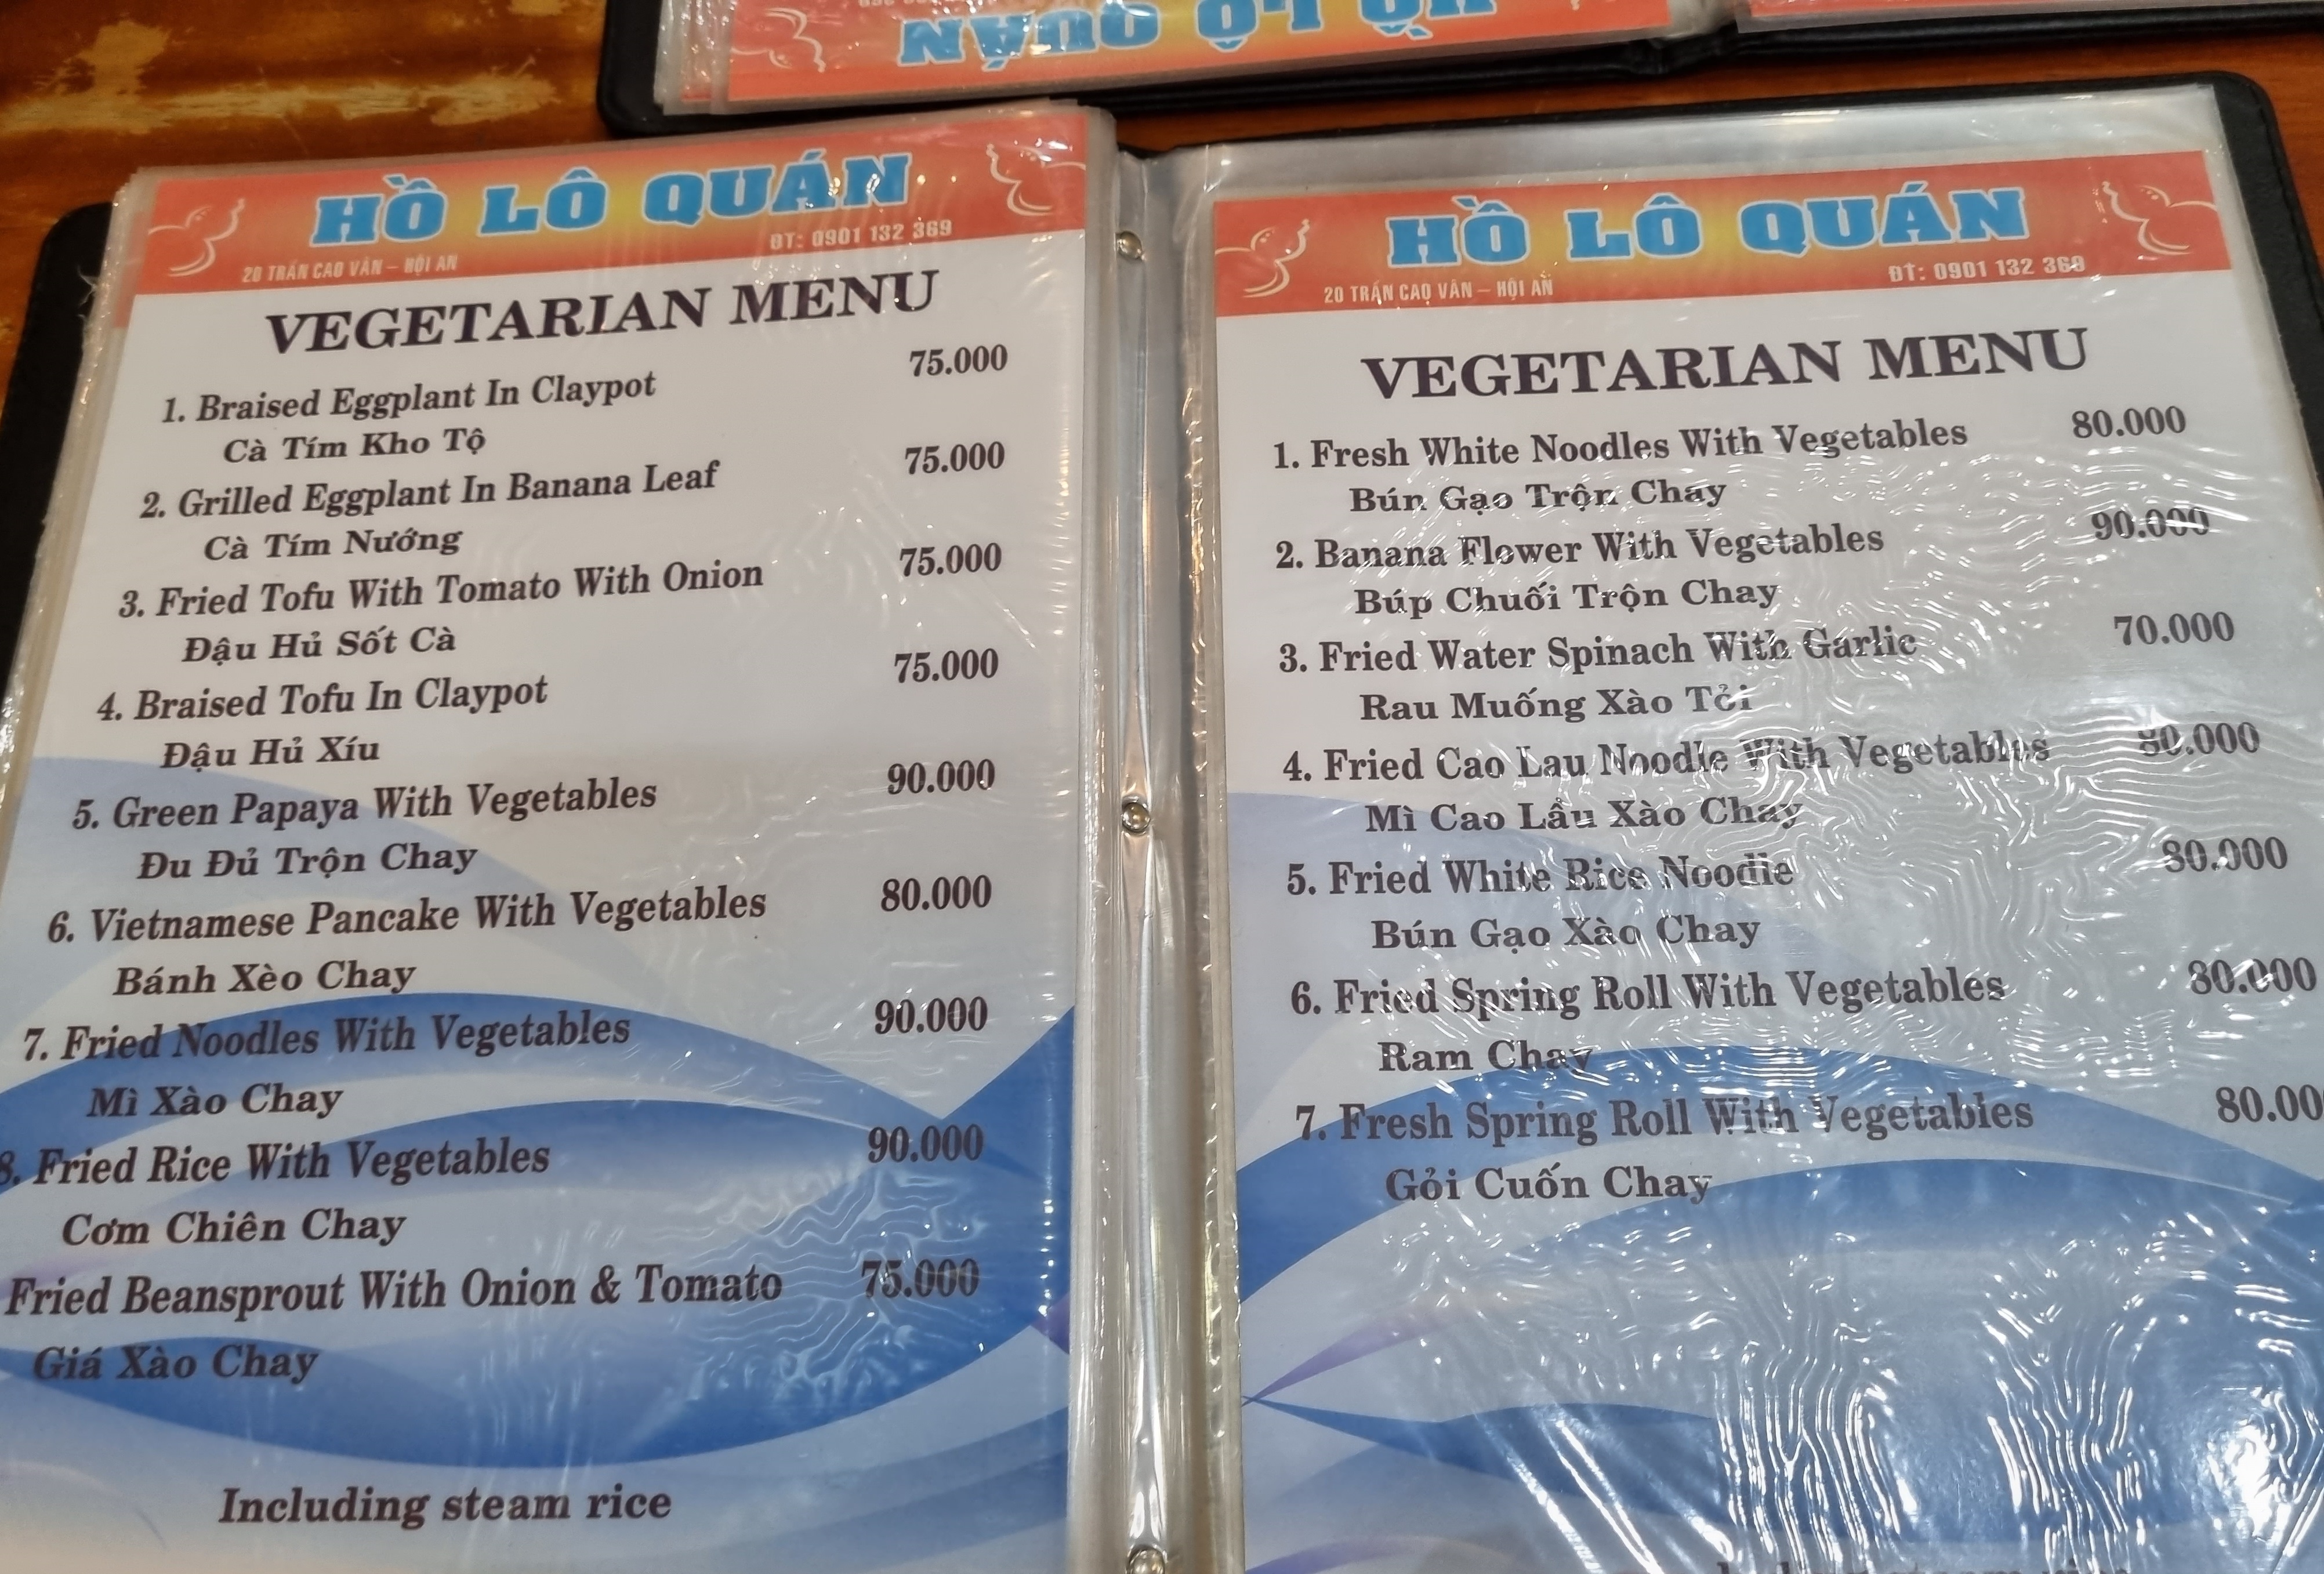 HỒ LÔ QUÁN
HỒ LÔ QUÁN
20 TRẦN CAO VÂN – HỘI AN
ĐT: 0901 132 369
VEGETARIAN MENU
1. Braised Eggplant In Claypot 75.000
Cà Tím Kho Tộ
2. Grilled Eggplant In Banana Leaf 75.000
Cà Tím Nướng
3. Fried Tofu With Tomato With Onion 75.000
Đậu Hủ Sốt Cà
4. Braised Tofu In Claypot 75.000
Đậu Hủ Xíu
5. Green Papaya With Vegetables 90.000
Đu Đủ Trộn Chay
6. Vietnamese Pancake With Vegetables 80.000
Bánh Xèo Chay
7. Fried Noodles With Vegetables 90.000
Mì Xào Chay
8. Fried Rice With Vegetables 90.000
Cơm Chiên Chay
Fried Beansprout With Onion & Tomato 75.000
Giá Xào Chay
Including steam rice
HỒ LÔ QUÁN
20 TRẦN CAO VÂN – HỘI AN
ĐT: 0901 132 369
VEGETARIAN MENU
1. Fresh White Noodles With Vegetables 80.000
Bún Gạo Trộn Chay
2. Banana Flower With Vegetables 90.000
Búp Chuối Trộn Chay
3. Fried Water Spinach With Garlic 70.000
Rau Muống Xào Tỏi
4. Fried Cao Lau Noodle With Vegetables 80.000
Mì Cao Lầu Xào Chay
5. Fried White Rice Noodle 80.000
Bún Gạo Xào Chay
6. Fried Spring Roll With Vegetables 80.000
Ram Chay
7. Fresh Spring Roll With Vegetables 80.00
Gỏi Cuốn Chay